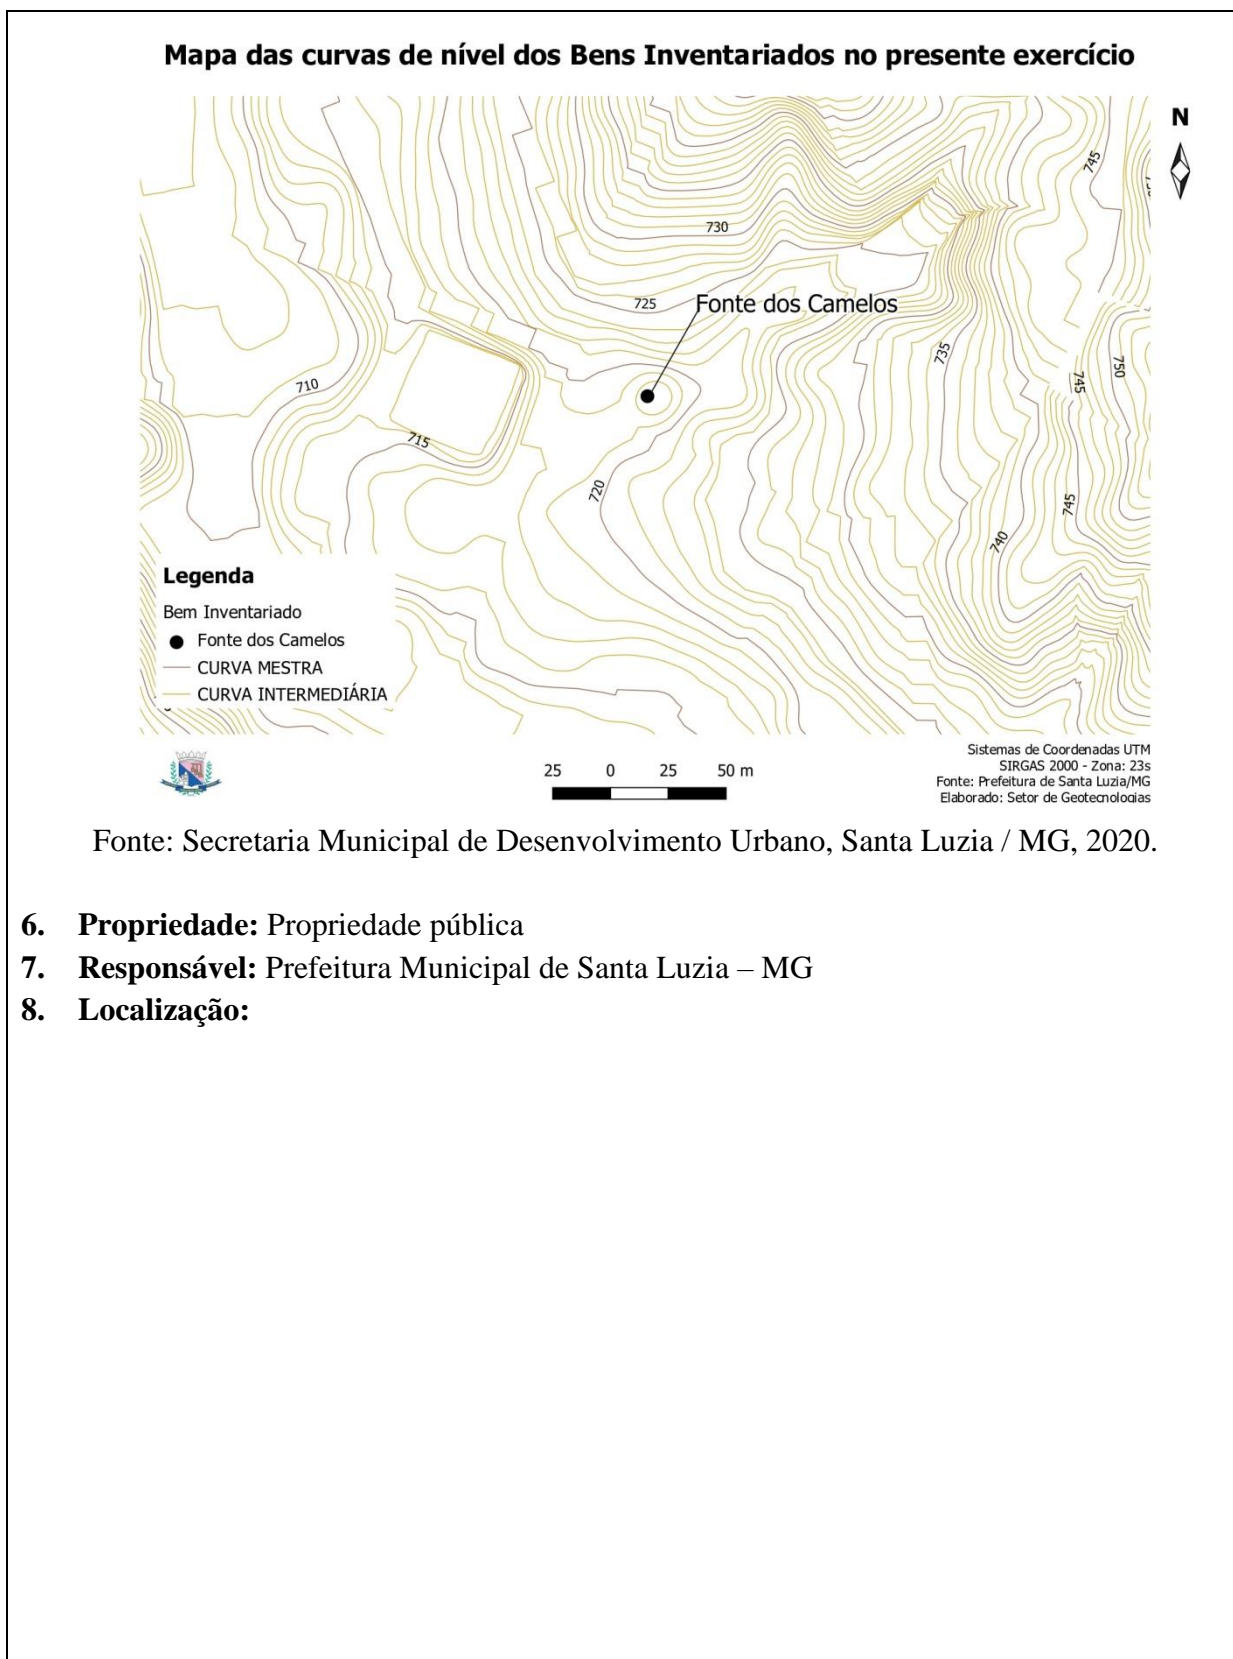 Mapa das curvas de nível dos Bens Inventariados no presente exercício
N
745
730
725
Fonte dos Camelos
735
745
750
710
715
720
745
740
Legenda
Bem Inventariado
Fonte dos Camelos
CURVA MESTRA
CURVA INTERMEDIÁRIA
25 0 25 50 m
Sistemas de Coordenadas UTM
SIRGAS 2000 - Zona: 23s
Fonte: Prefeitura de Santa Luzia/MG
Elaborado: Setor de Geotecnologias
Fonte: Secretaria Municipal de Desenvolvimento Urbano, Santa Luzia / MG, 2020.
6. Propriedade: Propriedade pública
7. Responsável: Prefeitura Municipal de Santa Luzia – MG
8. Localização: